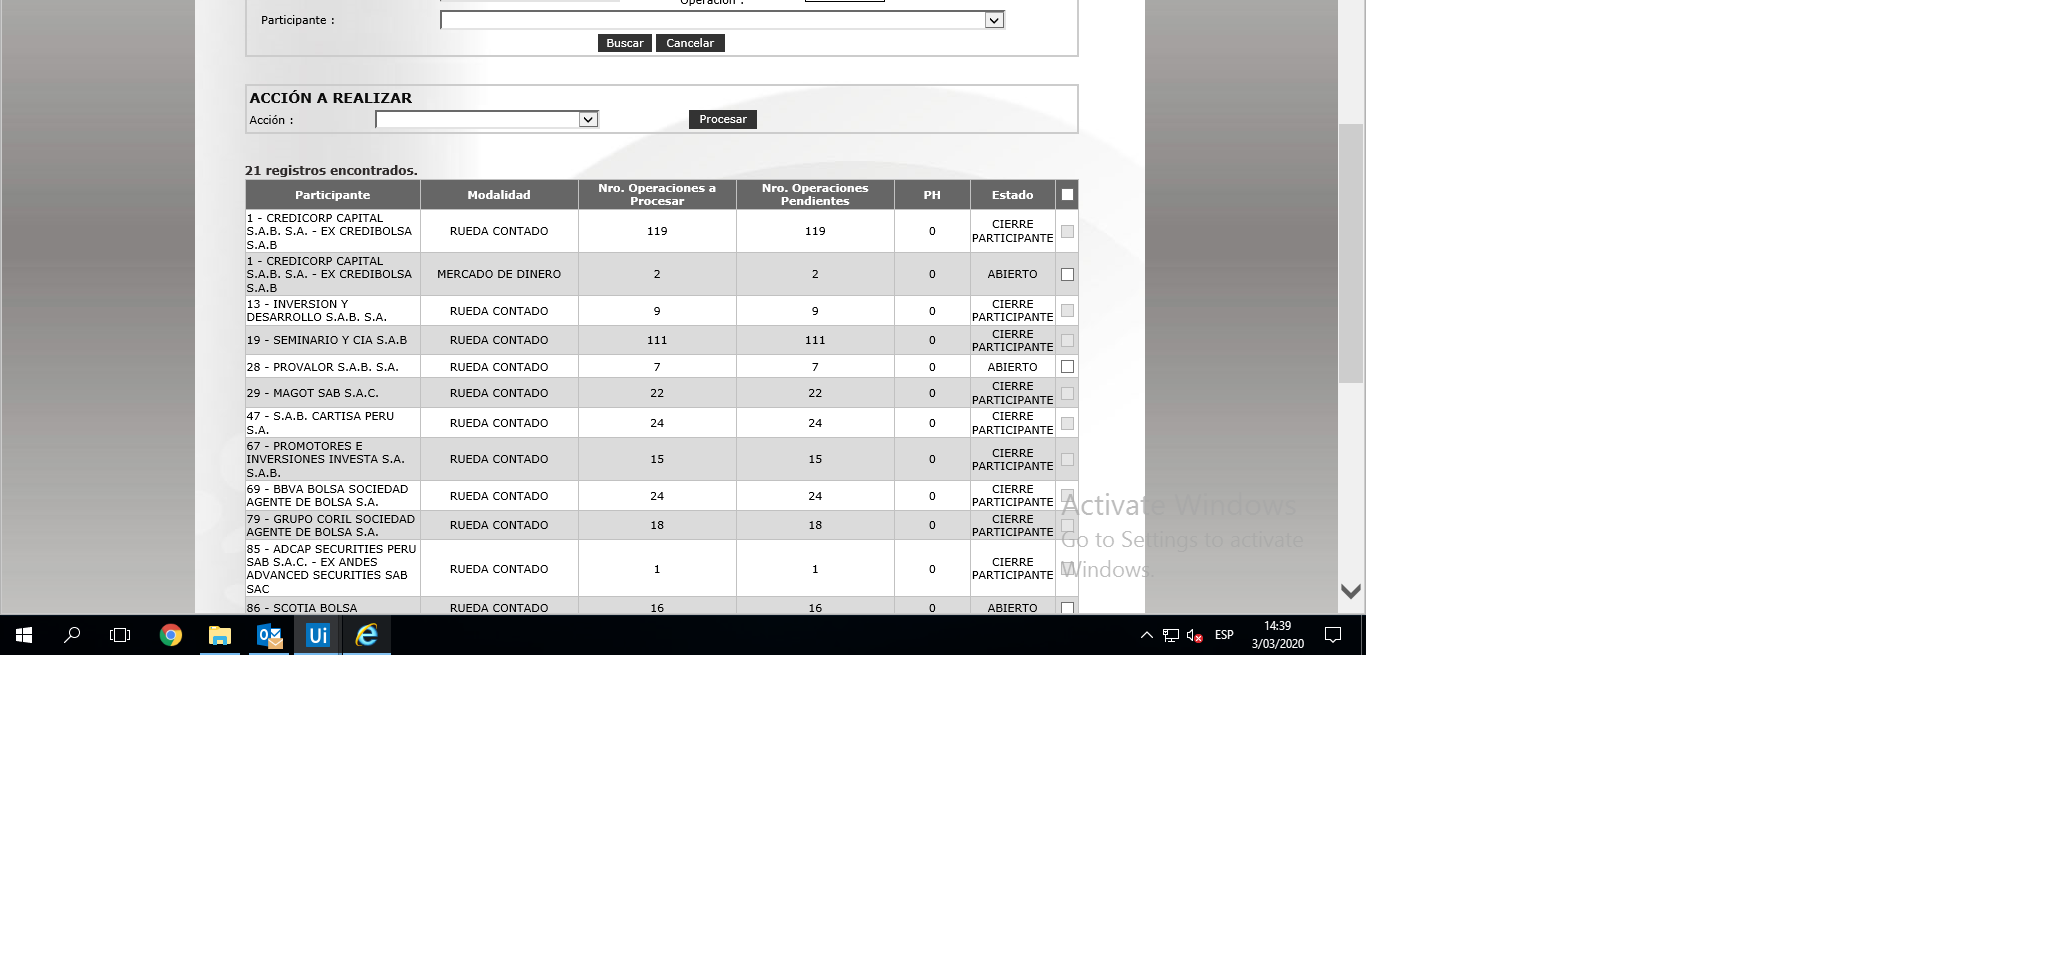 Operación :
Participante :
Buscar Cancelar
ACCIÓN A REALIZAR
Acción : Procesar
21 registros encontrados.
Participante Modalidad Nro. Operaciones a Procesar Nro. Operaciones Pendientes PH Estado
1 - CREDICORP CAPITAL
S.A.B. S.A. - EX CREDIBOLSA
S.A.B
RUEDA CONTADO 119 119 0 CIERRE PARTICIPANTE
1 - CREDICORP CAPITAL
S.A.B. S.A. - EX CREDIBOLSA
S.A.B
MERCADO DE DINERO 2 2 0 ABIERTO
13 - INVERSION Y
DESARROLLO S.A.B. S.A.
RUEDA CONTADO 9 9 0 CIERRE PARTICIPANTE
19 - SEMINARIO Y CIA S.A.B RUEDA CONTADO 111 111 0 CIERRE PARTICIPANTE
28 - PROVALOR S.A.B. S.A. RUEDA CONTADO 7 7 0 ABIERTO
29 - MAGOT SAB S.A.C. RUEDA CONTADO 22 22 0 CIERRE PARTICIPANTE
47 - S.A.B. CARTISA PERU
S.A.
RUEDA CONTADO 24 24 0 CIERRE PARTICIPANTE
67 - PROMOTORES E
INVERSIONES INVESTA S.A.
S.A.B.
RUEDA CONTADO 15 15 0 CIERRE PARTICIPANTE
69 - BBVA BOLSA SOCIEDAD
AGENTE DE BOLSA S.A.
RUEDA CONTADO 24 24 0 CIERRE PARTICIPANTE
79 - GRUPO CORIL SOCIEDAD
AGENTE DE BOLSA S.A.
RUEDA CONTADO 18 18 0 CIERRE PARTICIPANTE
85 - ADCAP SECURITIES PERU
SAB S.A.C. - EX ANDES
ADVANCED SECURITIES SAB
SAC
RUEDA CONTADO 1 1 0 CIERRE PARTICIPANTE
86 - SCOTIA BOLSA RUEDA CONTADO 16 16 0 ABIERTO
Activate Windows
Go to Settings to activate
Windows.
Ui
ESP
14:39
3/03/2020